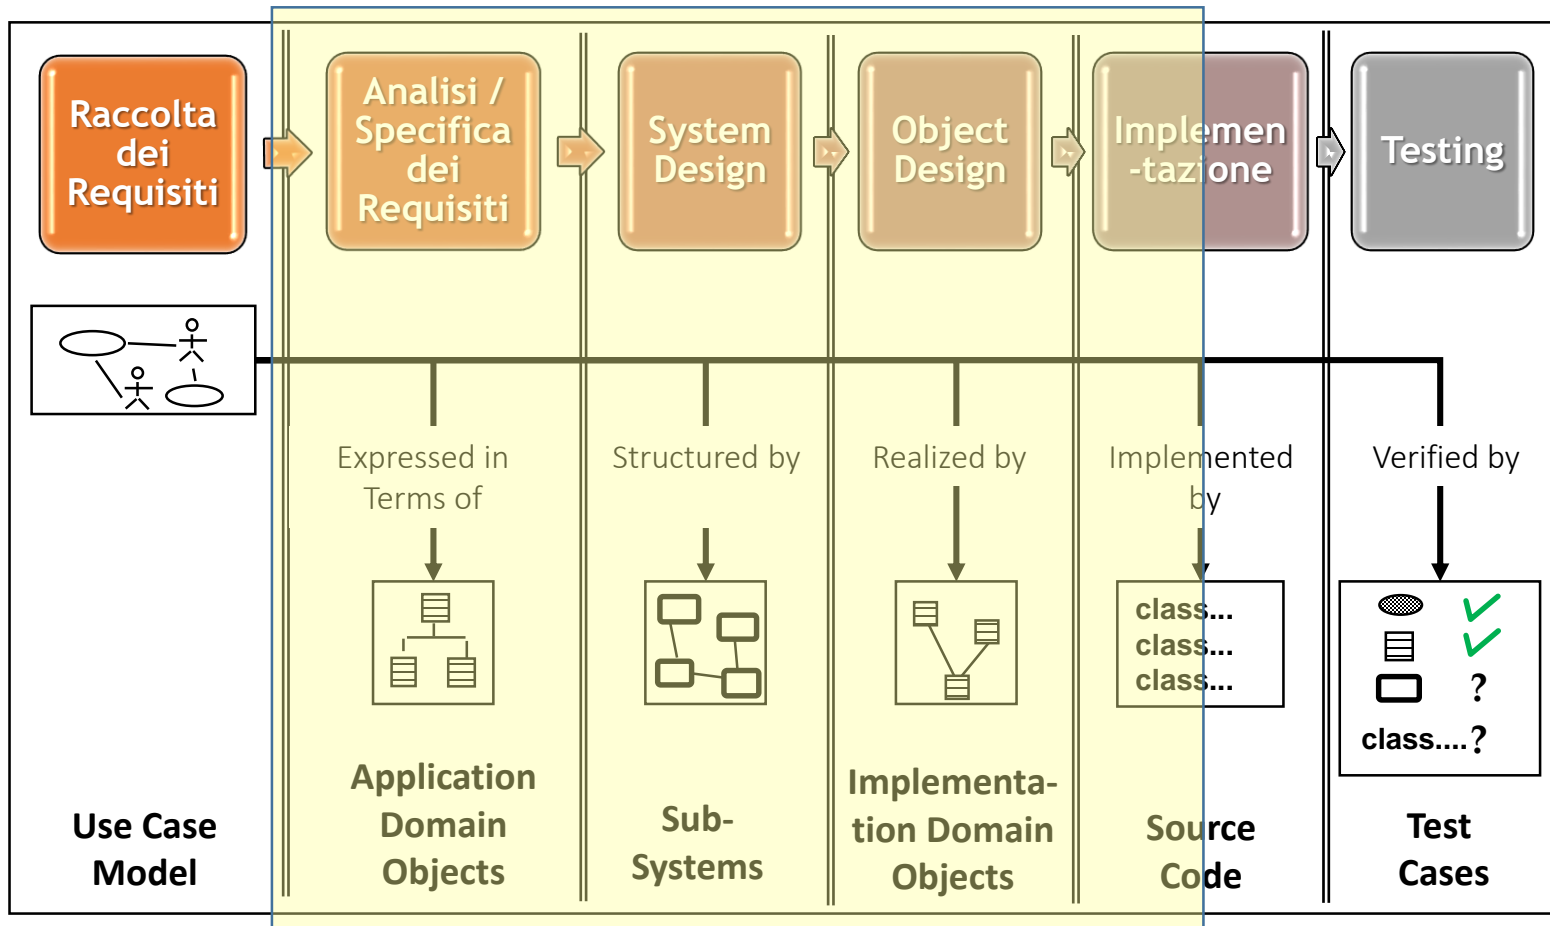 Raccolta
dei
Requisiti
Analisi /
Specifica
dei
Requisiti
System
Design
Object
Design
Implemen
-tazione
Testing
Expressed in
Terms of
Structured by
Realized by
Implemented
by
Verified by
class...
class...
class...
?
class....?
Use Case
Model
Application
Domain
Objects
Sub-
Systems
Implementa-
tion Domain
Objects
Source
Code
Test
Cases